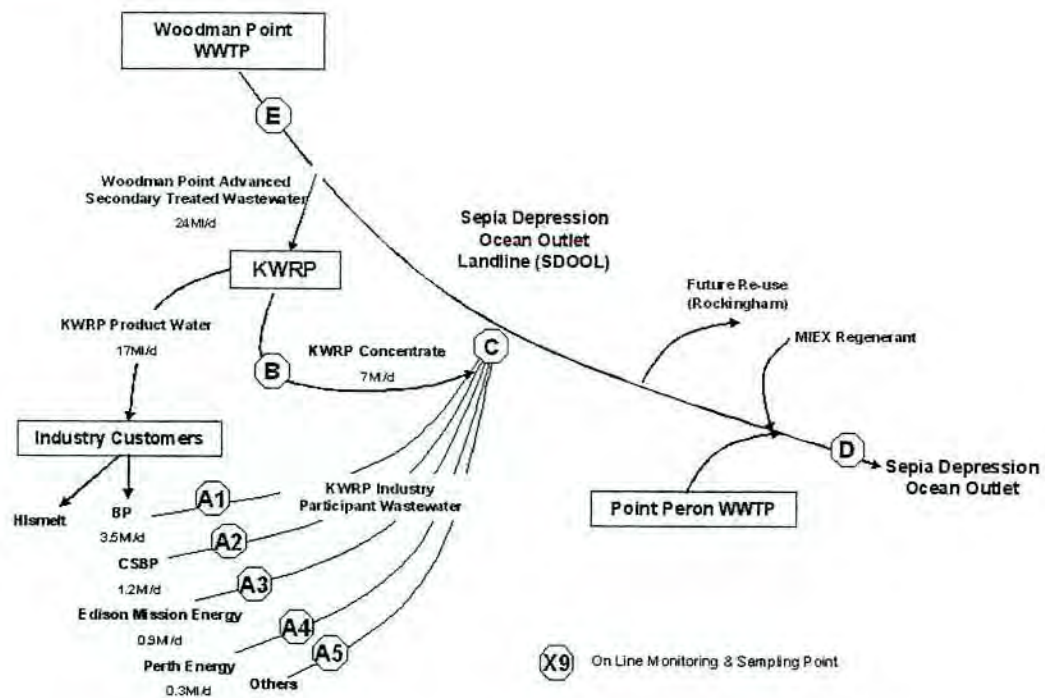 Woodman Point
WWTP
E
Woodman Point Advanced
Secondary Treated Wastewater
24Ml/d
KWRP
Sepia Depression
Ocean Outlet
Landline (SDOOL)
Future Re-use
(Rockingham)
MIEX Regenerant
KWRP Product Water
17Ml/d
KWRP Concentrate
7Ml/d
B
C
Industry Customers
Hismelt
BP
3.5Ml/d
A1
KWRP Industry
Participant Wastewater
CSBP
1.2Ml/d
A2
Edison Mission Energy
0.9Ml/d
A3
Perth Energy
0.3Ml/d
A4
Others
A5
Point Peron WWTP
D
Sepia Depression
Ocean Outlet
X9
On Line Monitoring & Sampling Point